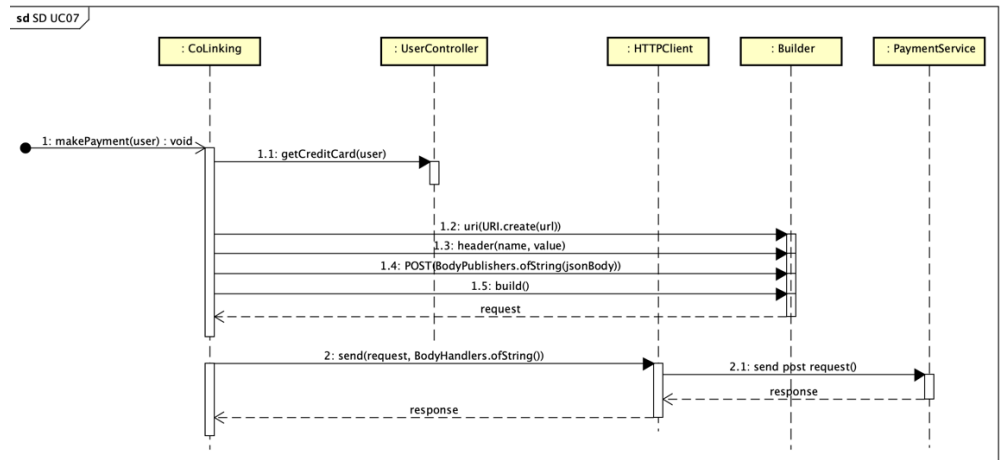 sd SD UC07
: CoLinking
: UserController
: HTTPClient
: Builder
: PaymentService
1: makePayment(user) : void
1.1: getCreditCard(user)
1.2: uri(URI.create(url))
1.3: header(name, value)
1.4: POST(BodyPublishers.ofString(jsonBody))
1.5: build()
request
2: send(request, BodyHandlers.ofString())
2.1: send post request()
response
response